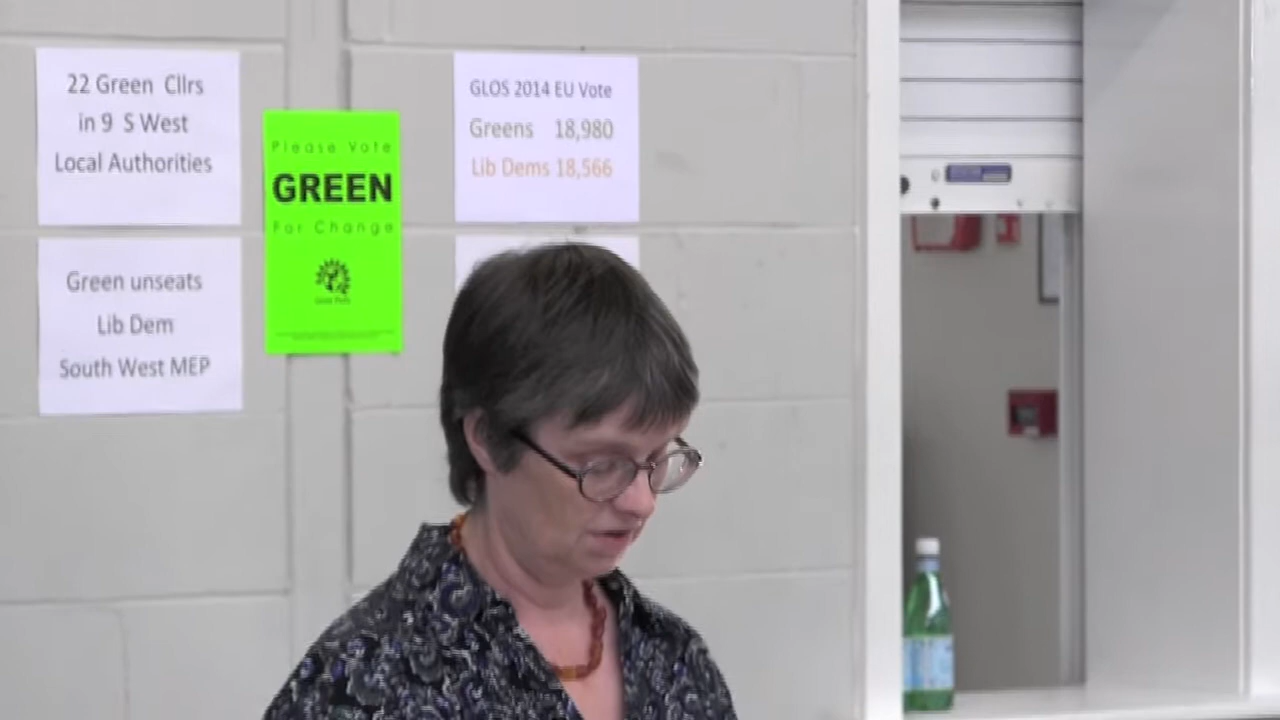 22 Green Cllrs
in 9 S West
Local Authorities
Green unseats
Lib Dem
South West MEP
Please Vote
GREEN
For Change
GLOS 2014 EU Vote
Greens 18,980
Lib Dems 18,566